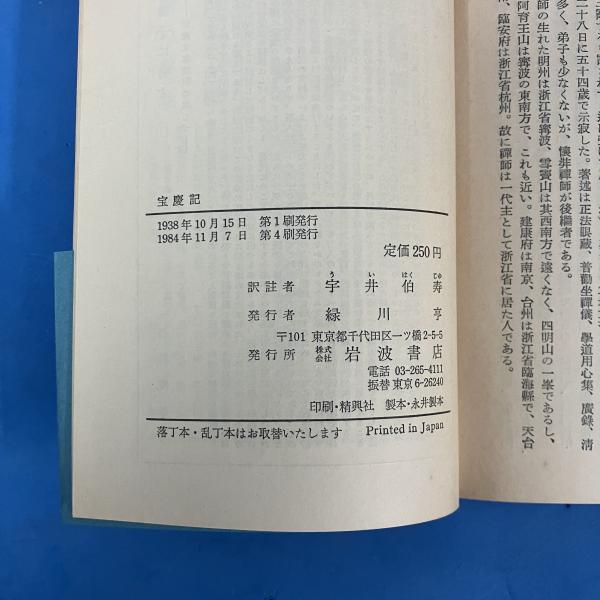 二十八日に五十四歳で示寂した。著述は正法眼蔵、普勸坐禪儀、學道用心集、廣錄、清
多く、弟子も少なくないが、懷弉禪師が後繼者である。
師の生れた明州は浙江省寗波、雪竇山は其西南方で遠くなく、四明山の一峯であるし、
阿育王山は寗波の東南方で、これも近い。建康府は南京、台州は浙江省臨海縣で、天台
、臨安府は浙江省杭州。故に禪師は一代主として浙江省に居た人である。
宝慶記
1938年10月15日 第1刷発行
1984年11月7日 第4刷発行
定価250円
訳註者 宇井伯寿
う い はく じゅ
発行者 緑川亨
〒101 東京都千代田区一ツ橋2-5-5
発行所 株式会社 岩波書店
電話 03-265-4111
振替東京6-26240
印刷・精興社 製本・永井製本
落丁本・乱丁本はお取替いたします Printed in Japan